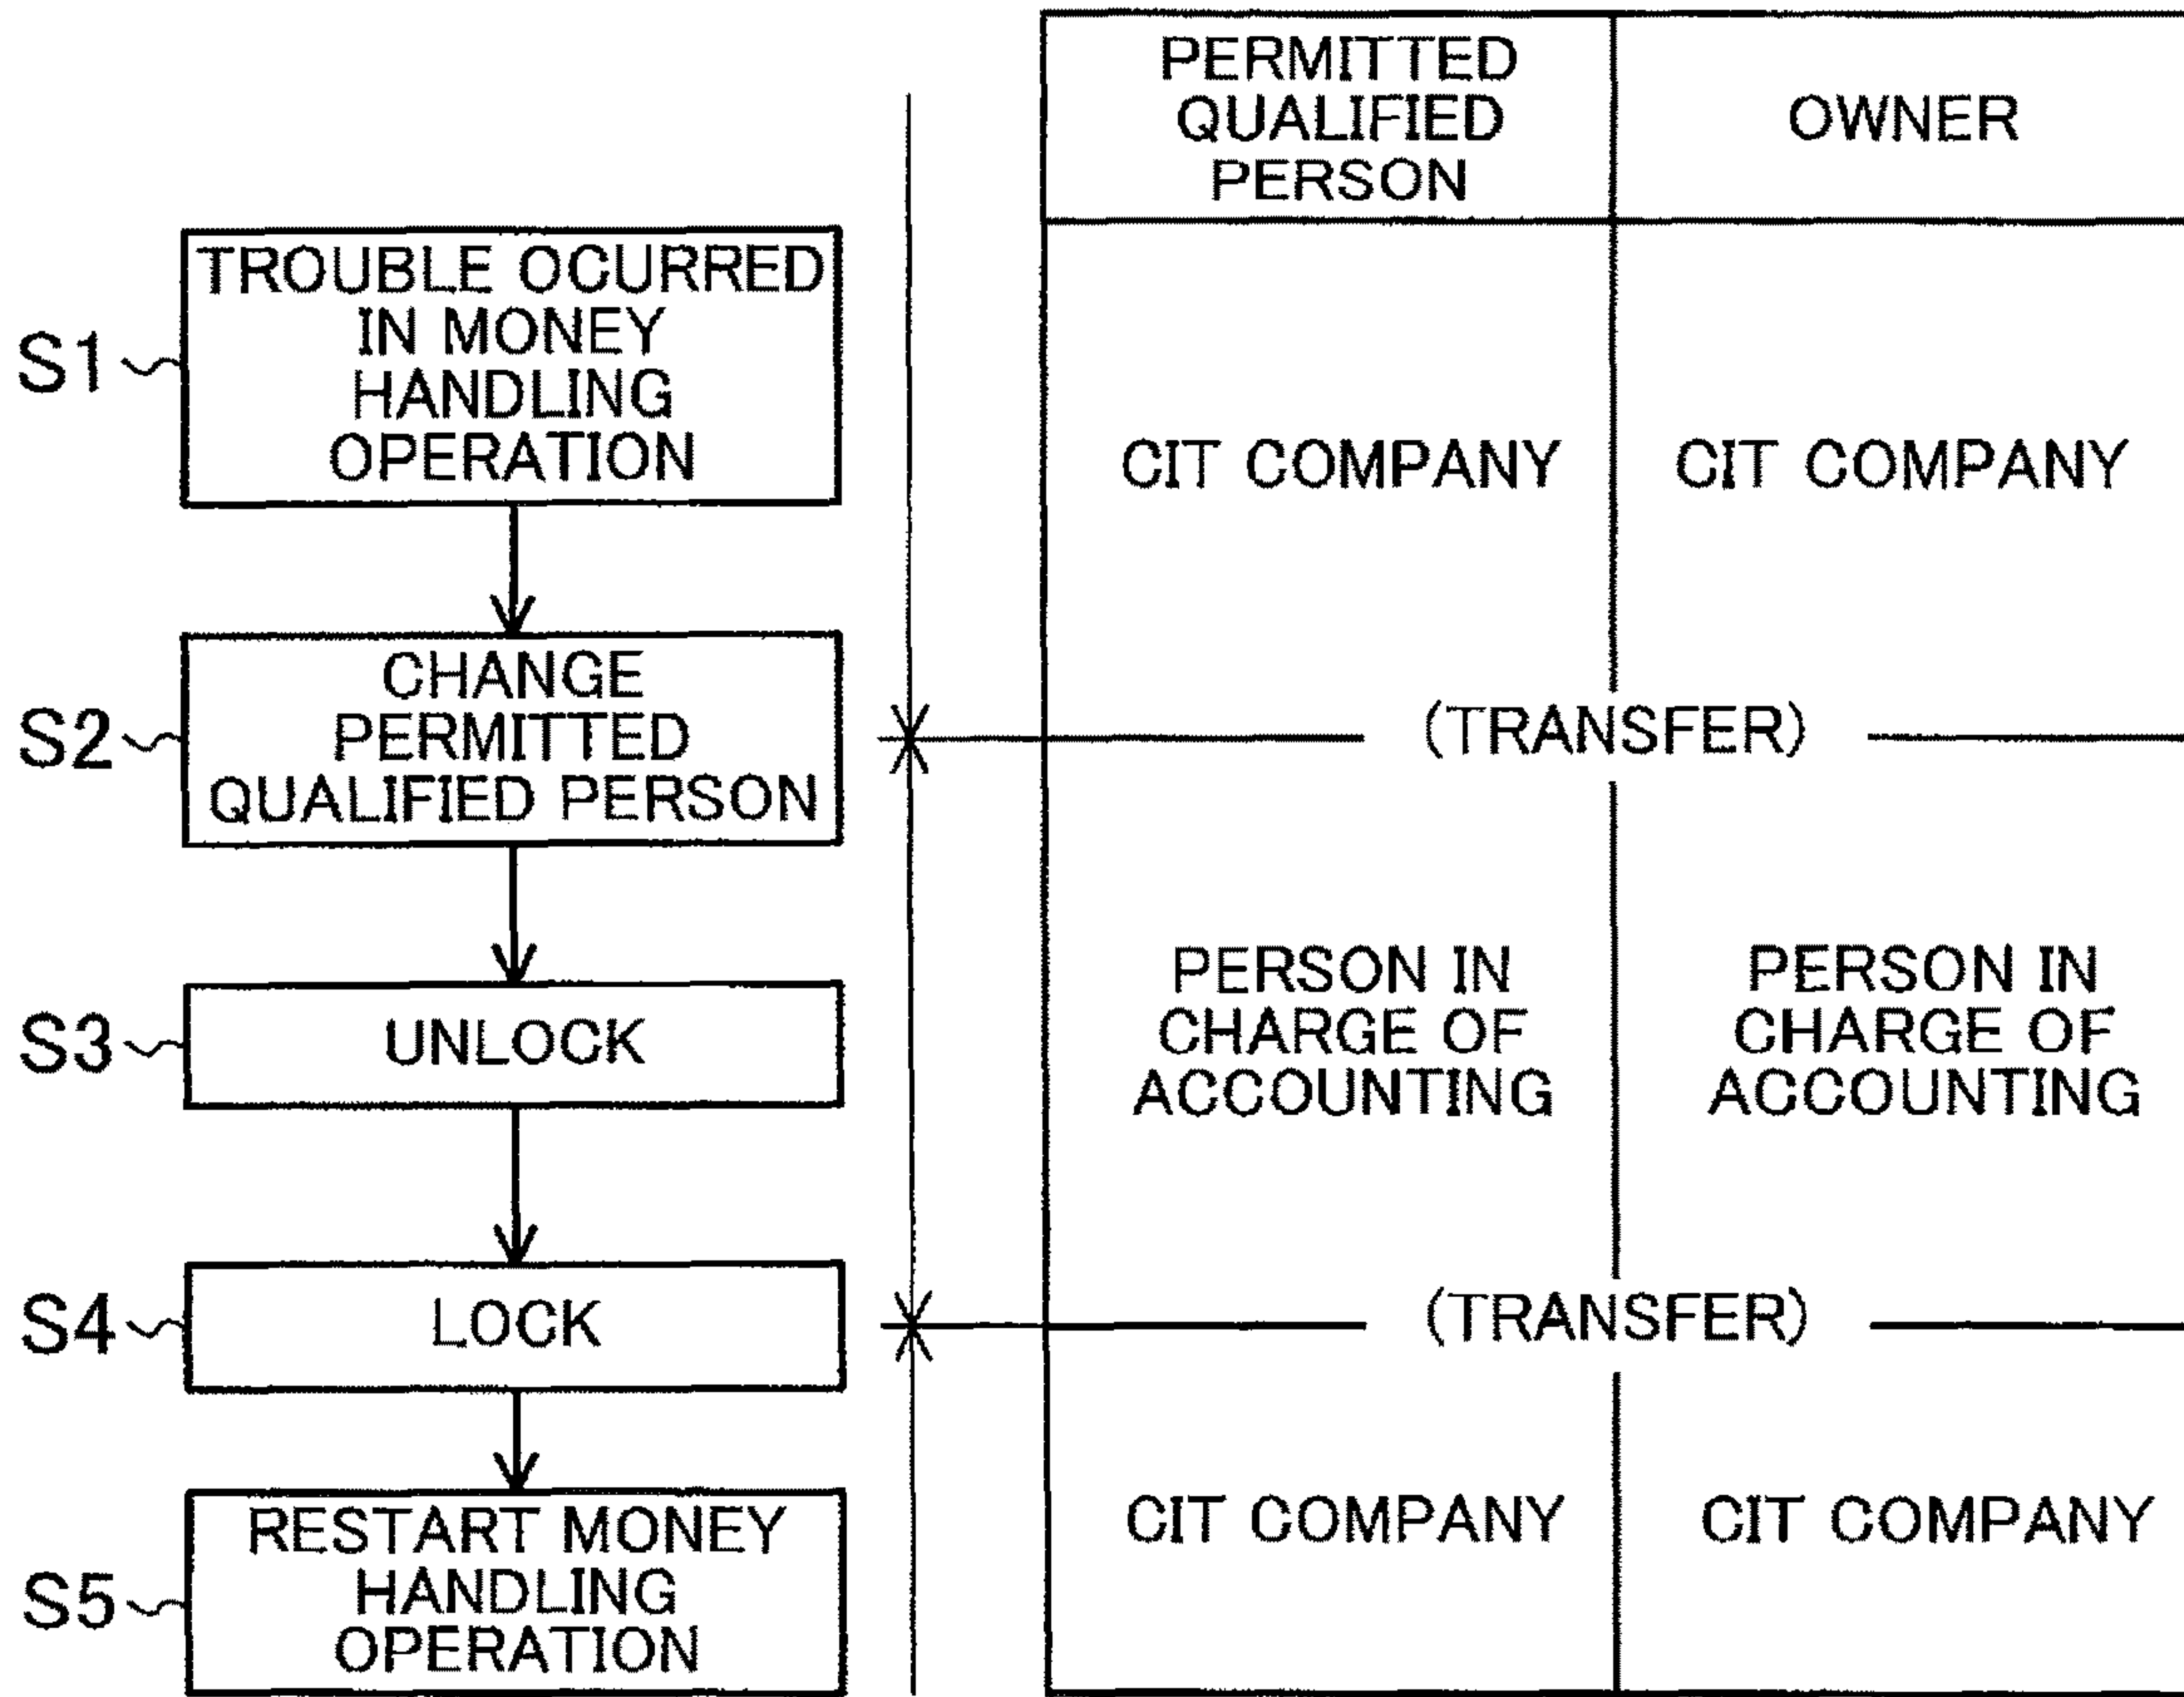 S1
TROUBLE OCURRED
IN MONEY
HANDLING
OPERATION
S2
CHANGE
PERMITTED
QUALIFIED PERSON
S3
UNLOCK
S4
LOCK
S5
RESTART MONEY
HANDLING
OPERATION
PERMITTED
QUALIFIED
PERSON
OWNER
CIT COMPANY
CIT COMPANY
(TRANSFER)
PERSON IN
CHARGE OF
ACCOUNTING
PERSON IN
CHARGE OF
ACCOUNTING
(TRANSFER)
CIT COMPANY
CIT COMPANY